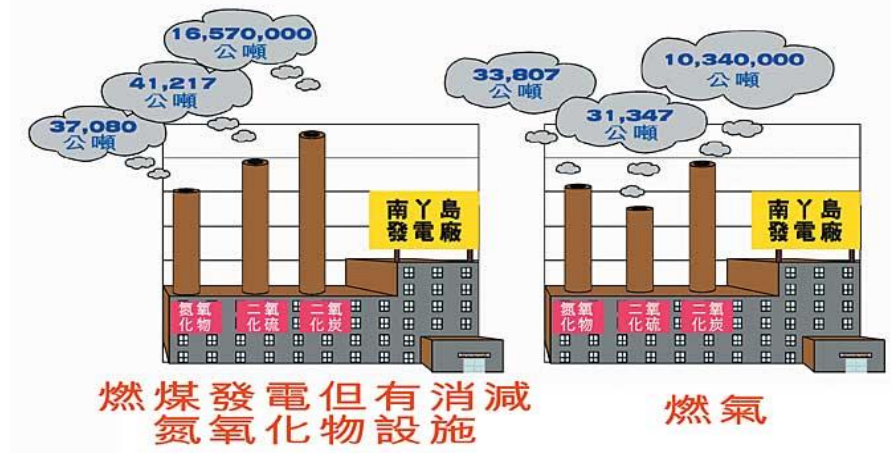 16,570,000
公噸
41,217
公噸
37,080
公噸
南丫島
發電廠
氮氧
化物
二氧
化硫
二氧
化炭
燃煤發電但有消減
氮氧化物設施
33,807
公噸
31,347
公噸
10,340,000
公噸
南丫島
發電廠
氮氧
化物
二氧
化硫
二氧
化炭
燃氣